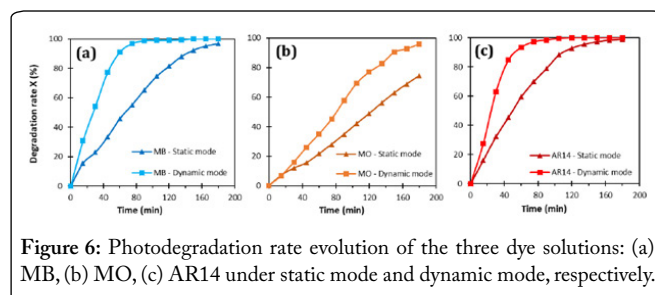 (a)
(b)
(c)
Degradation rate X (%)
100
80
60
40
20
0
MB - Static mode
MB - Dynamic mode
0 40 80 120 160 200
Time (min)
100
80
60
40
20
0
MO - Static mode
MO - Dynamic mode
0 40 80 120 160 200
Time (min)
100
80
60
40
20
0
AR14 - Static mode
AR14 - Dynamic mode
0 40 80 120 160 200
Time (min)
Figure 6: Photodegradation rate evolution of the three dye solutions: (a)
MB, (b) MO, (c) AR14 under static mode and dynamic mode, respectively.